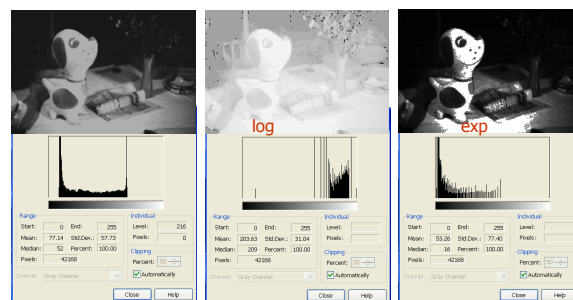 log
exp
Range
Start: 0 End: 255
Mean: 77.14 Std.Dev.: 57.73
Median: 52 Percent: 100.00
Pixels: 42168
Individual
Level: 216
Pixels: 0
Clipping
Percent: 50
Automatically
Channel: Gray Channel
Close Help
Range
Start: 0 End: 255
Mean: 203.63 Std.Dev.: 31.04
Median: 209 Percent: 100.00
Pixels: 42168
Individual
Level:
Pixels:
Clipping
Percent: 50
Automatically
Channel: Gray Channel
Close Help
Range
Start: 0 End: 255
Mean: 53.26 Std.Dev.: 77.40
Median: 16 Percent: 100.00
Pixels: 42168
Individual
Level:
Pixels:
Clipping
Percent: 50
Automatically
Channel: Gray Channel
Close Help